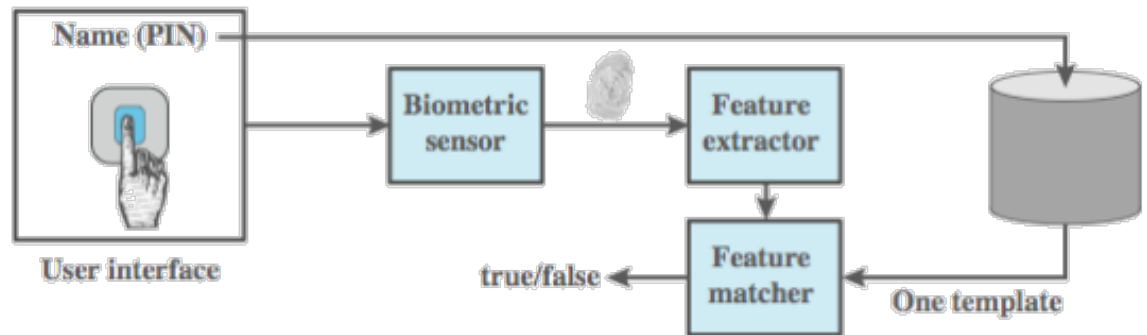 Name (PIN)
Biometric
sensor
Feature
extractor
User interface
true/false
Feature
matcher
One template